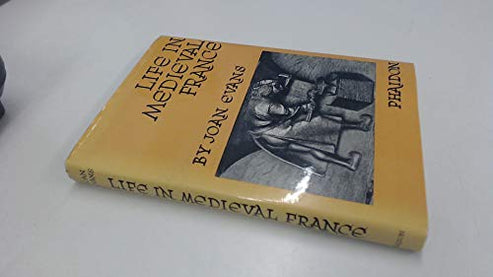 LIFE IN
MEDIEVAL
FRANCE
BY JOAN EVANS
PHAIDON
LIFE IN MEDIEVAL FRANCE